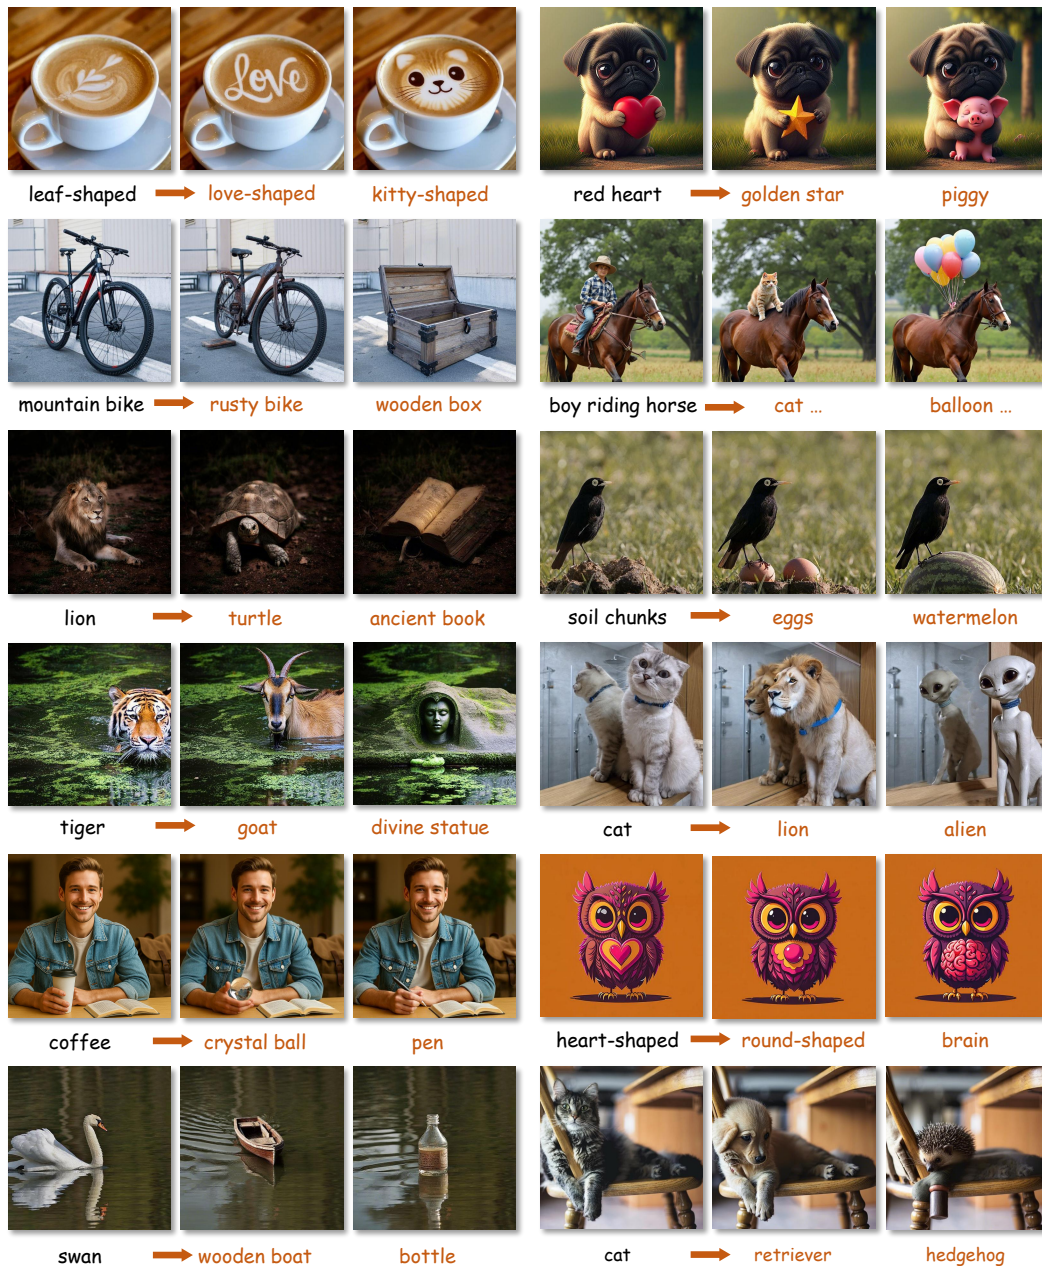 Love
leaf-shaped love-shaped kitty-shaped
red heart golden star piggy
mountain bike rusty bike wooden box
boy riding horse cat ... balloon ...
lion turtle ancient book
soil chunks eggs watermelon
tiger goat divine statue
cat lion alien
coffee crystal ball pen
heart-shaped round-shaped brain
swan wooden boat bottle
cat retriever hedgehog